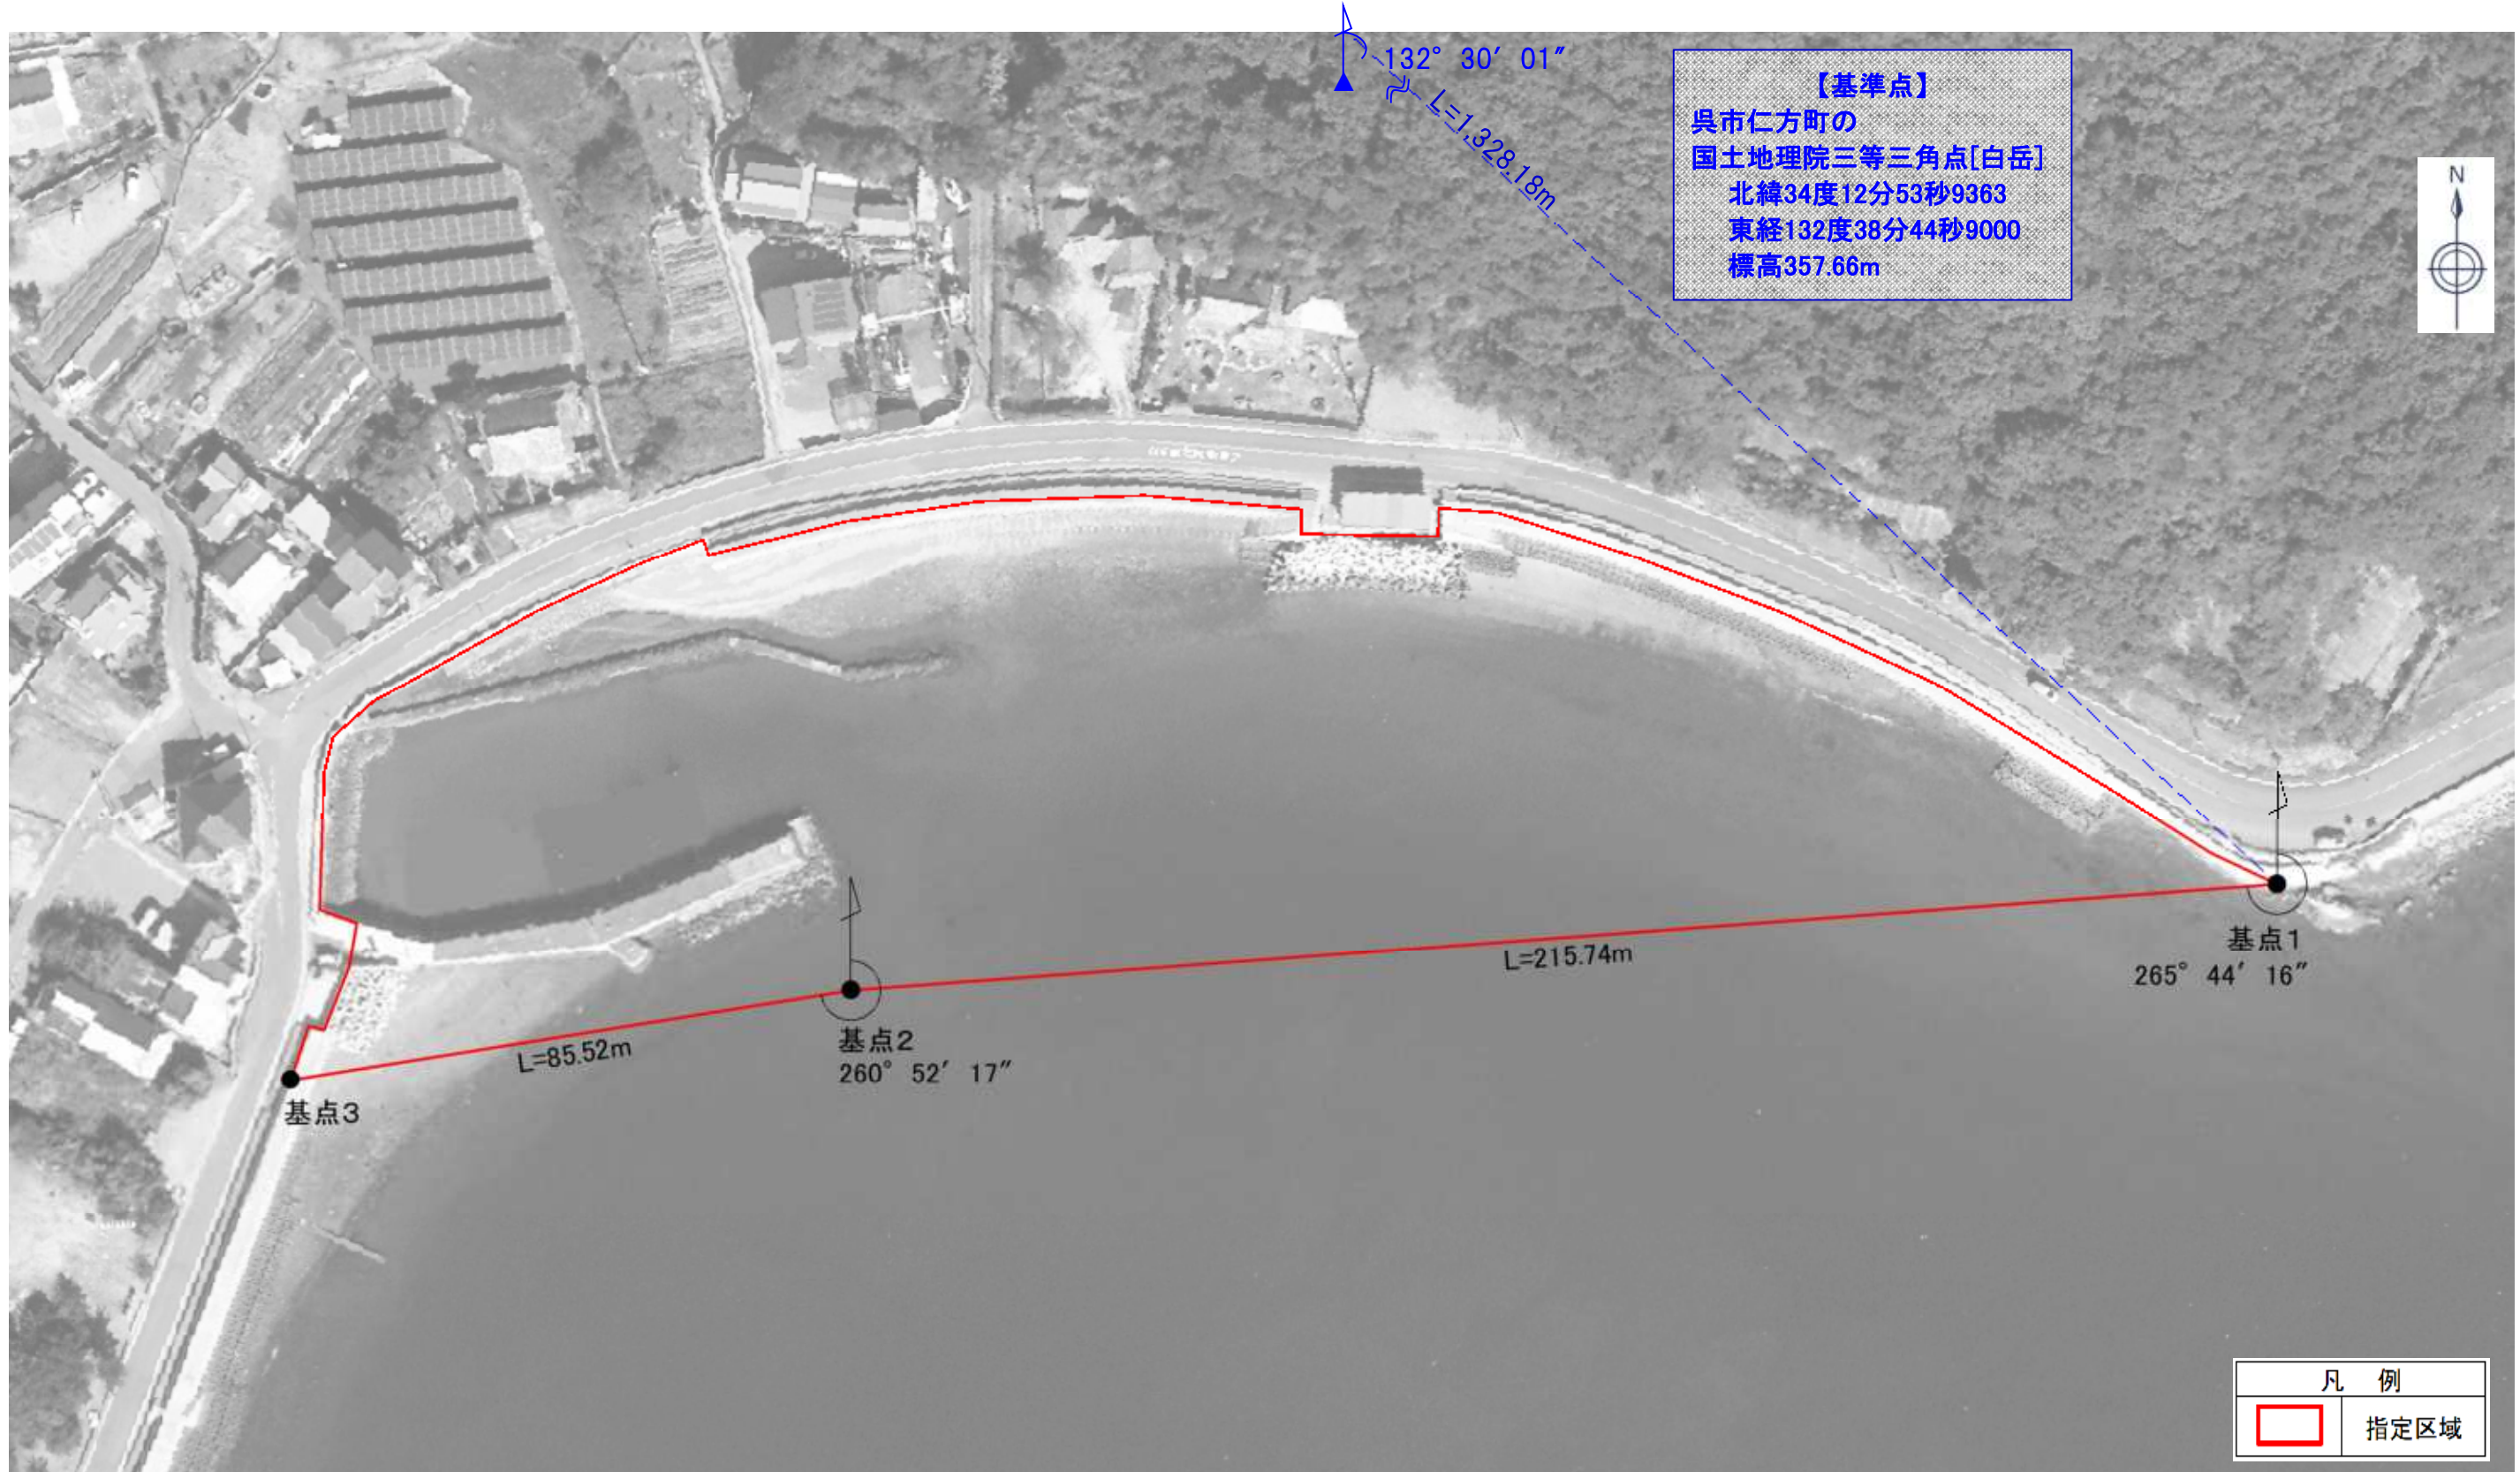 132° 30′ 01″
L=1,328.18m
【基準点】
呉市仁方町の
国土地理院三等三角点[白岳]
北緯34度12分53秒9363
東経132度38分44秒9000
標高357.66m
N
基点1
265° 44′ 16″
L=215.74m
基点2
260° 52′ 17″
L=85.52m
基点3
凡 例
指定区域